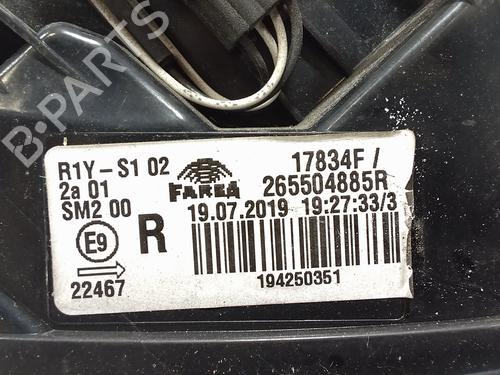 B-PARTS
R1Y-S1 02
2a 01
SM2 00
FARBA
17834F /
265504885R
19.07.2019 19:27:33/3
E9
R
22467
194250351